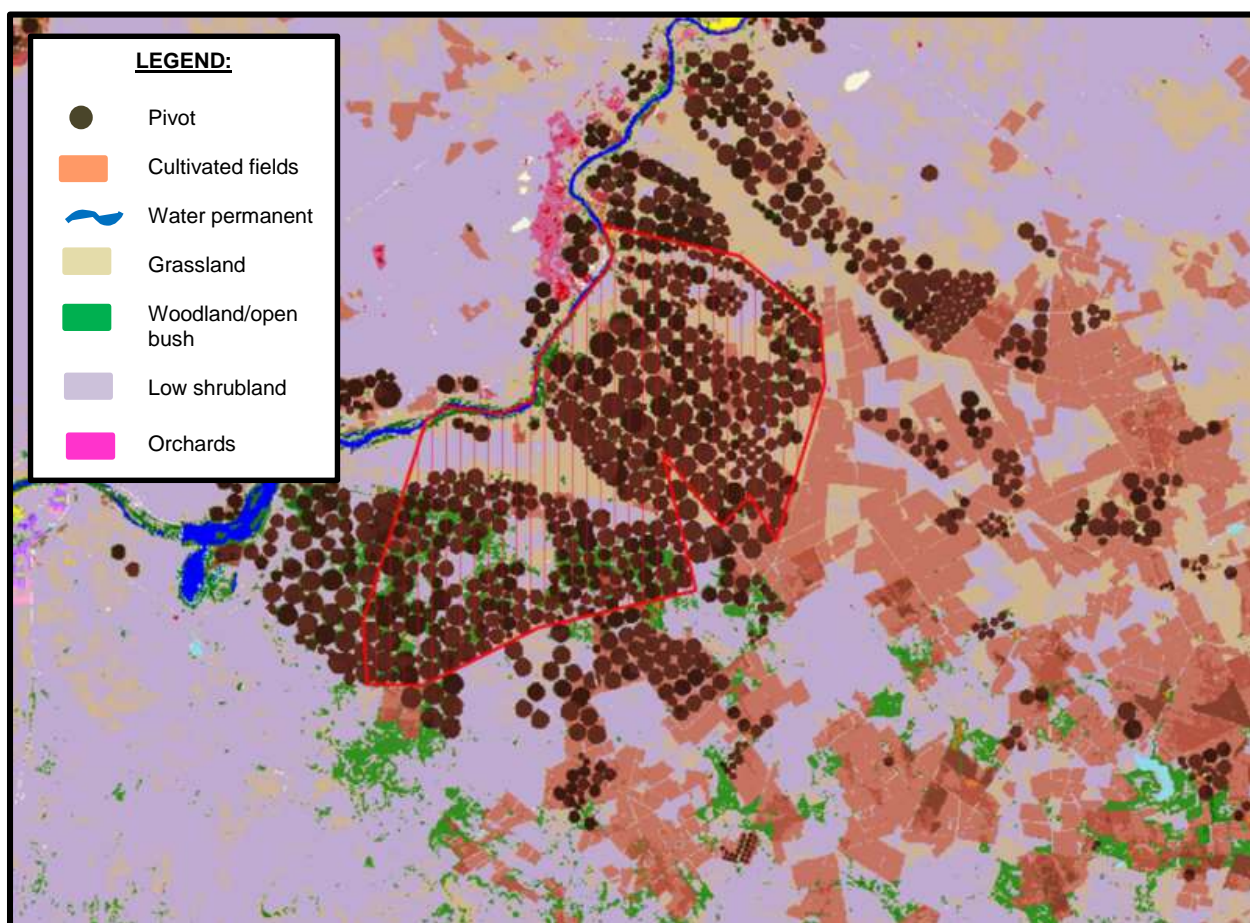 LEGEND:
Pivot
Cultivated fields
Water permanent
Grassland
Woodland/open
bush
Low shrubland
Orchards